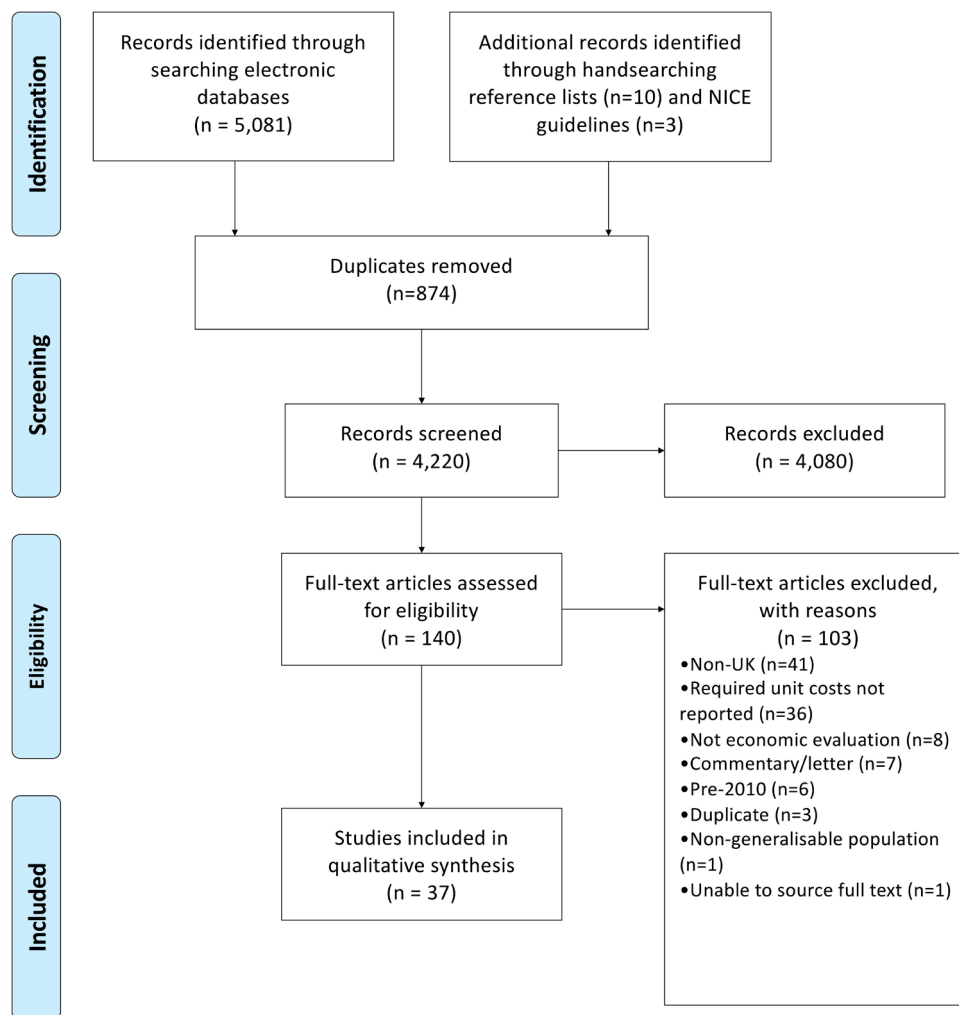 Identification
Records identified through
searching electronic
databases
(n = 5,081)
Additional records identified
through handsearching
reference lists (n=10) and NICE
guidelines (n=3)
Duplicates removed
(n=874)
Screening
Records screened
(n = 4,220)
Records excluded
(n = 4,080)
Eligibility
Full-text articles assessed
for eligibility
(n = 140)
Full-text articles excluded,
with reasons
(n = 103)
•Non-UK (n=41)
•Required unit costs not
reported (n=36)
•Not economic evaluation (n=8)
•Commentary/letter (n=7)
•Pre-2010 (n=6)
•Duplicate (n=3)
•Non-generalisable population
(n=1)
•Unable to source full text (n=1)
Included
Studies included in
qualitative synthesis
(n = 37)